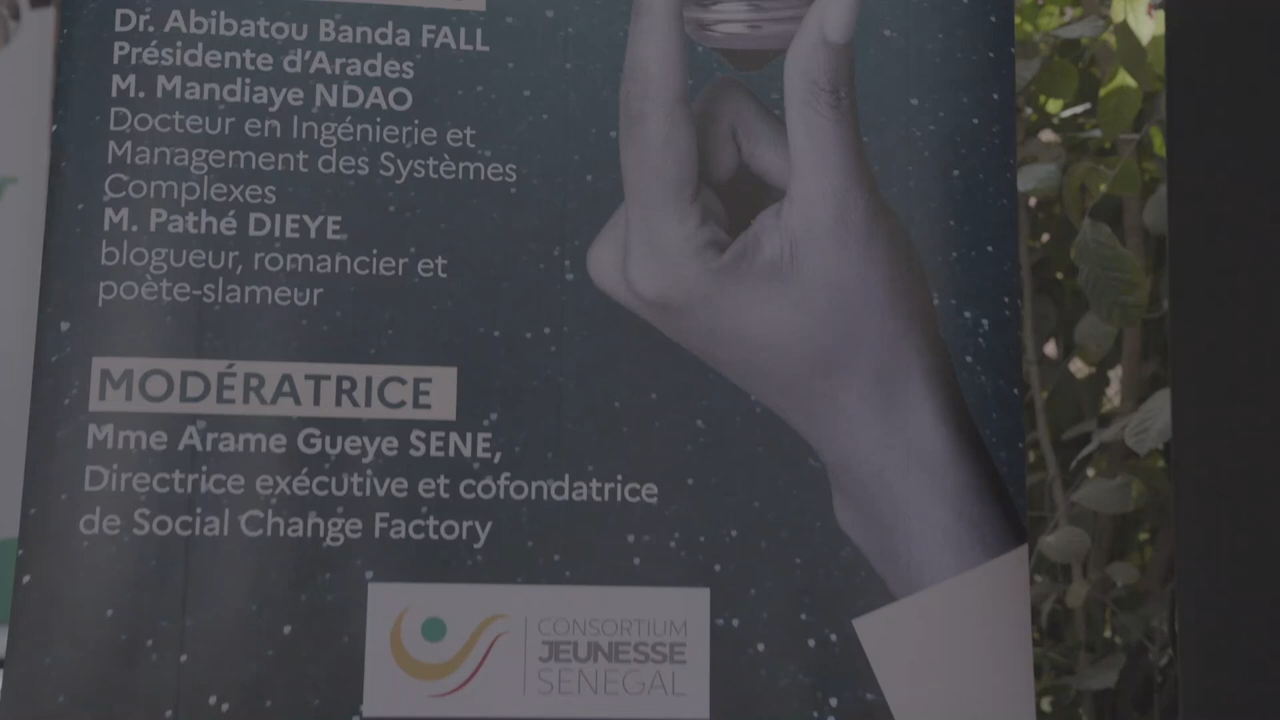 Dr. Abibatou Banda FALL
Présidente d'Arades
M. Mandiaye NDAO
Docteur en Ingénierie et
Management des Systèmes
Complexes
M. Pathé DIEYE
blogueur, romancier et
poète-slameur
MODÉRATRICE
Mme Arame Gueye SENE,
Directrice exécutive et cofondatrice
de Social Change Factory
CONSORTIUM
JEUNESSE
SENEGAL